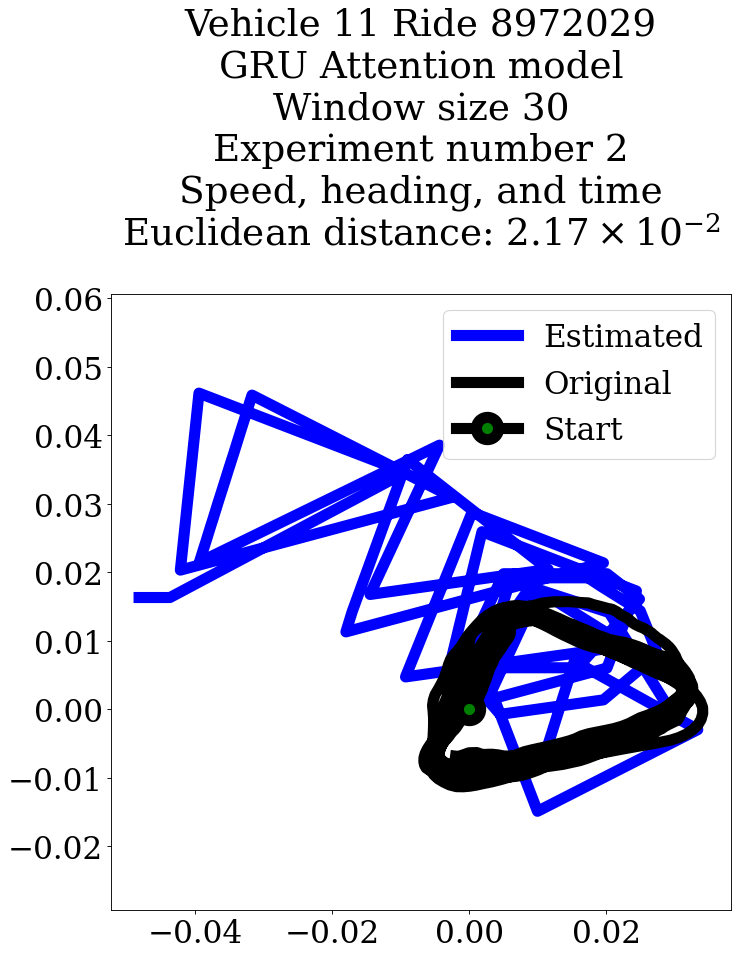 Vehicle 11 Ride 8972029
GRU Attention model
Window size 30
Experiment number 2
Speed, heading, and time
Euclidean distance: 2.17 × 10⁻²
0.06
0.05
0.04
0.03
0.02
0.01
0.00
−0.01
−0.02
Estimated
Original
Start
−0.04
−0.02
0.00
0.02